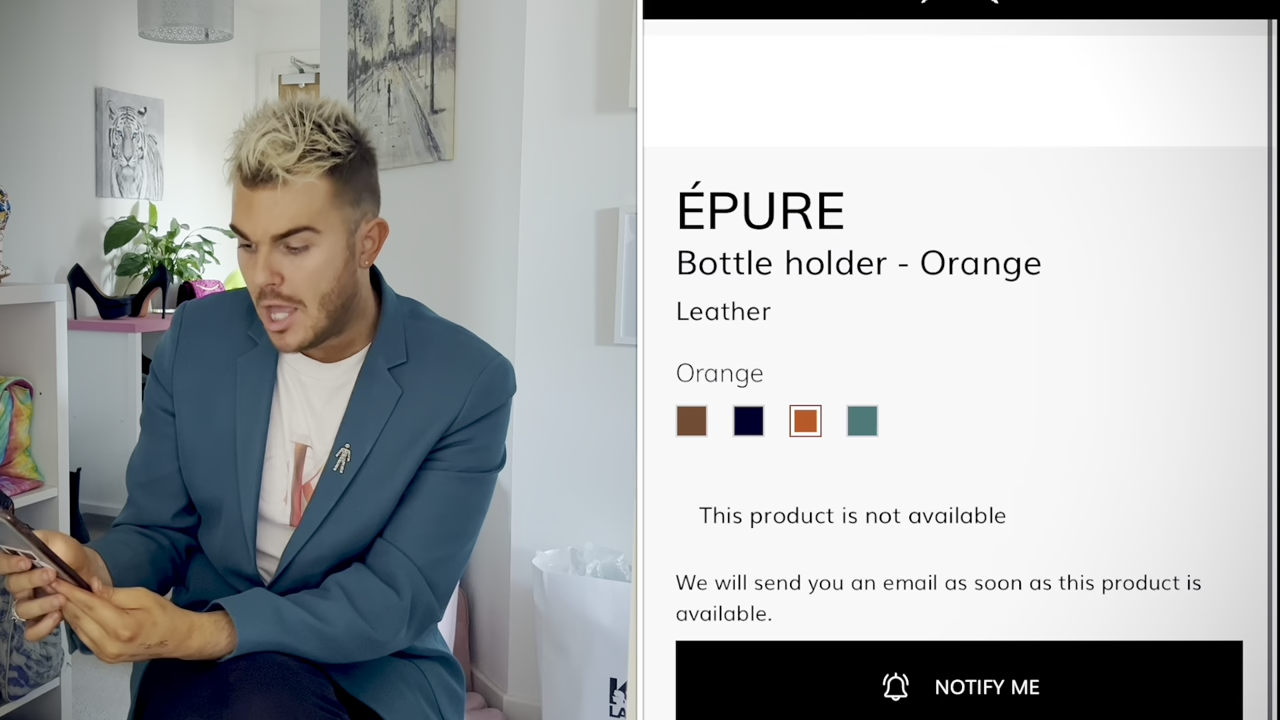 ÉPURE
Bottle holder - Orange
Leather
Orange
This product is not available
We will send you an email as soon as this product is
available.
NOTIFY ME